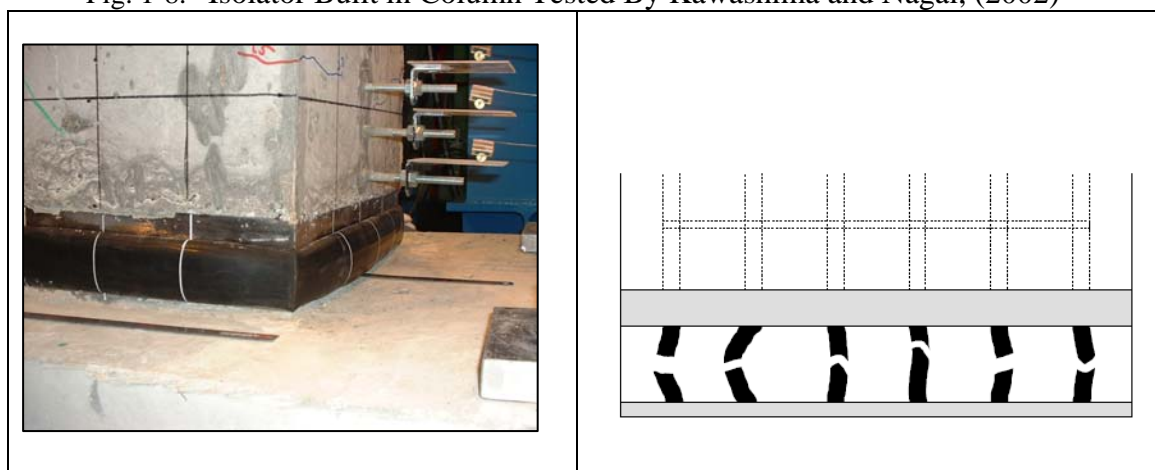 Fig. 1-8. Isolator Built in Column Tested By Kawashima and Nagai, (2002)